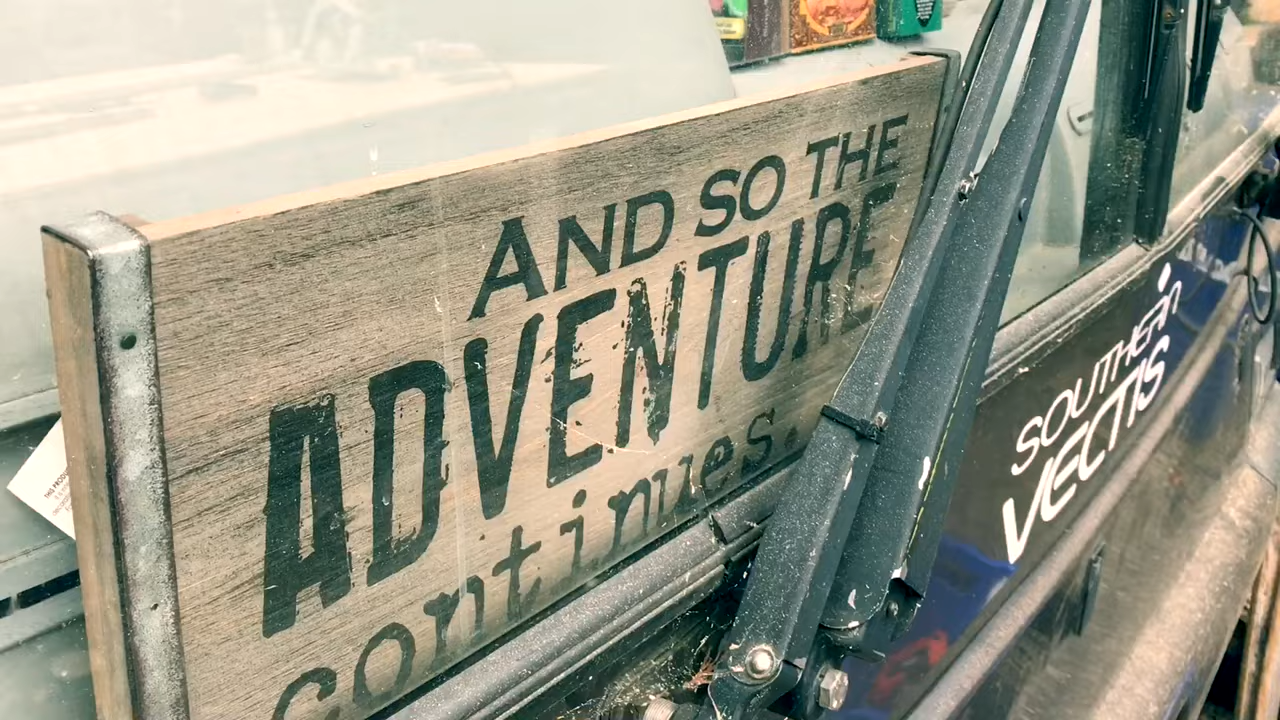 AND SO THE
ADVENTURE
continues.
SOUTHERN
VECTIS